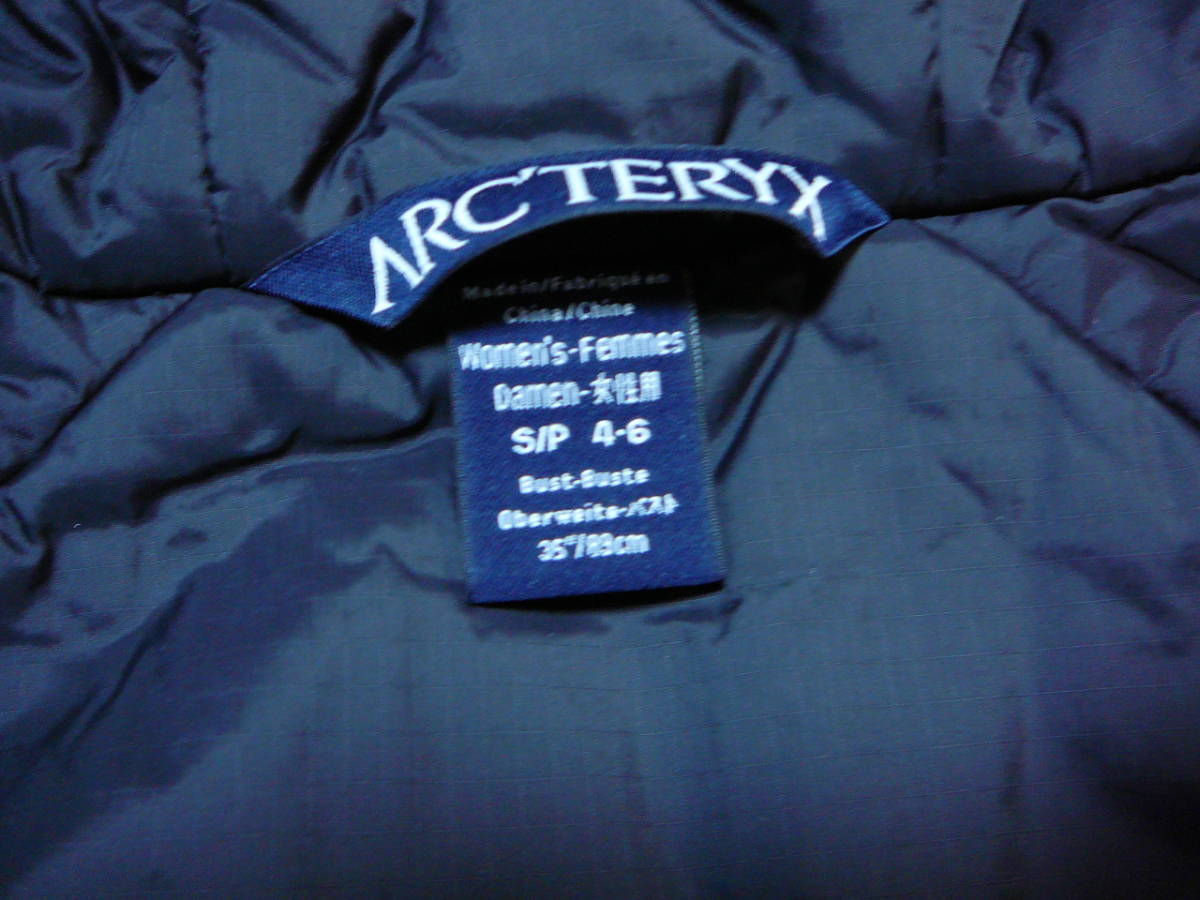 ARC'TERYX
Made in/Fabriqué en
China/Chine
Women's-Femmes
Damen-女性用
S/P 4-6
Bust-Buste
Oberweite-バスト
35"/89cm